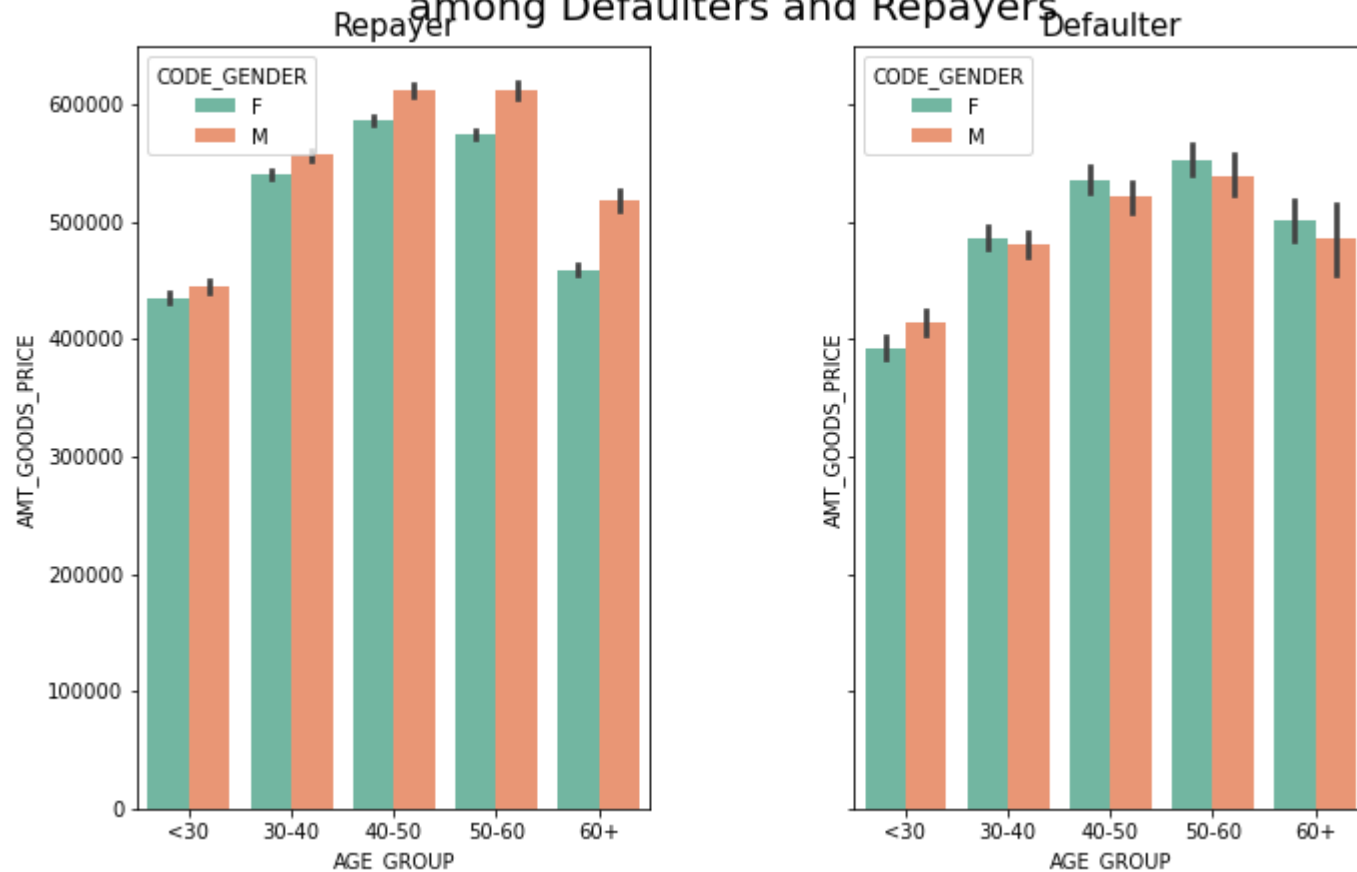 among Defaulters and Repayers
Repayer
CODE_GENDER
F
M
600000
500000
400000
300000
200000
100000
0
AMT_GOODS_PRICE
<30 30-40 40-50 50-60 60+
AGE_GROUP
Defaulter
CODE_GENDER
F
M
AMT_GOODS_PRICE
<30 30-40 40-50 50-60 60+
AGE_GROUP